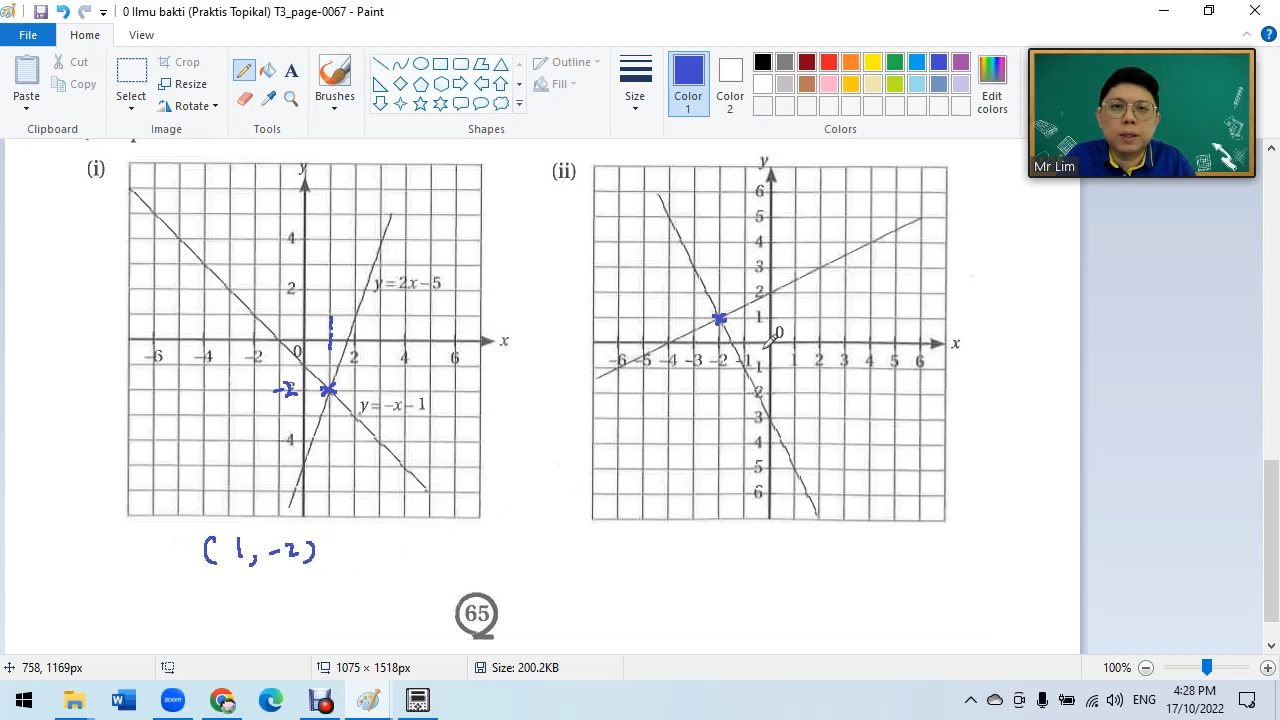 0 Ilmu bakti (Praktis Topikal) T3_page-0067 - Paint
File Home View
Paste Cut Copy Clipboard
Select Crop Resize Rotate Image
Tools
Brushes
Outline Fill Shapes
Size
Color 1 Color 2
Edit colors
Colors
Mr Lim
(i)
y
4
2
y=2x-5
-6 -4 0 2 4 6 x
1
-2
y=-x-1
4
( 1, -2)
(ii)
y
6
5
4
3
2
1
0
-6 -5 -4 -3 -2 -1 1 2 3 4 5 6 x
1
2
3
4
5
6
65
758, 1169px 1075 × 1518px Size: 200.2KB 100%
W zoom ENG
4:28 PM
17/10/2022